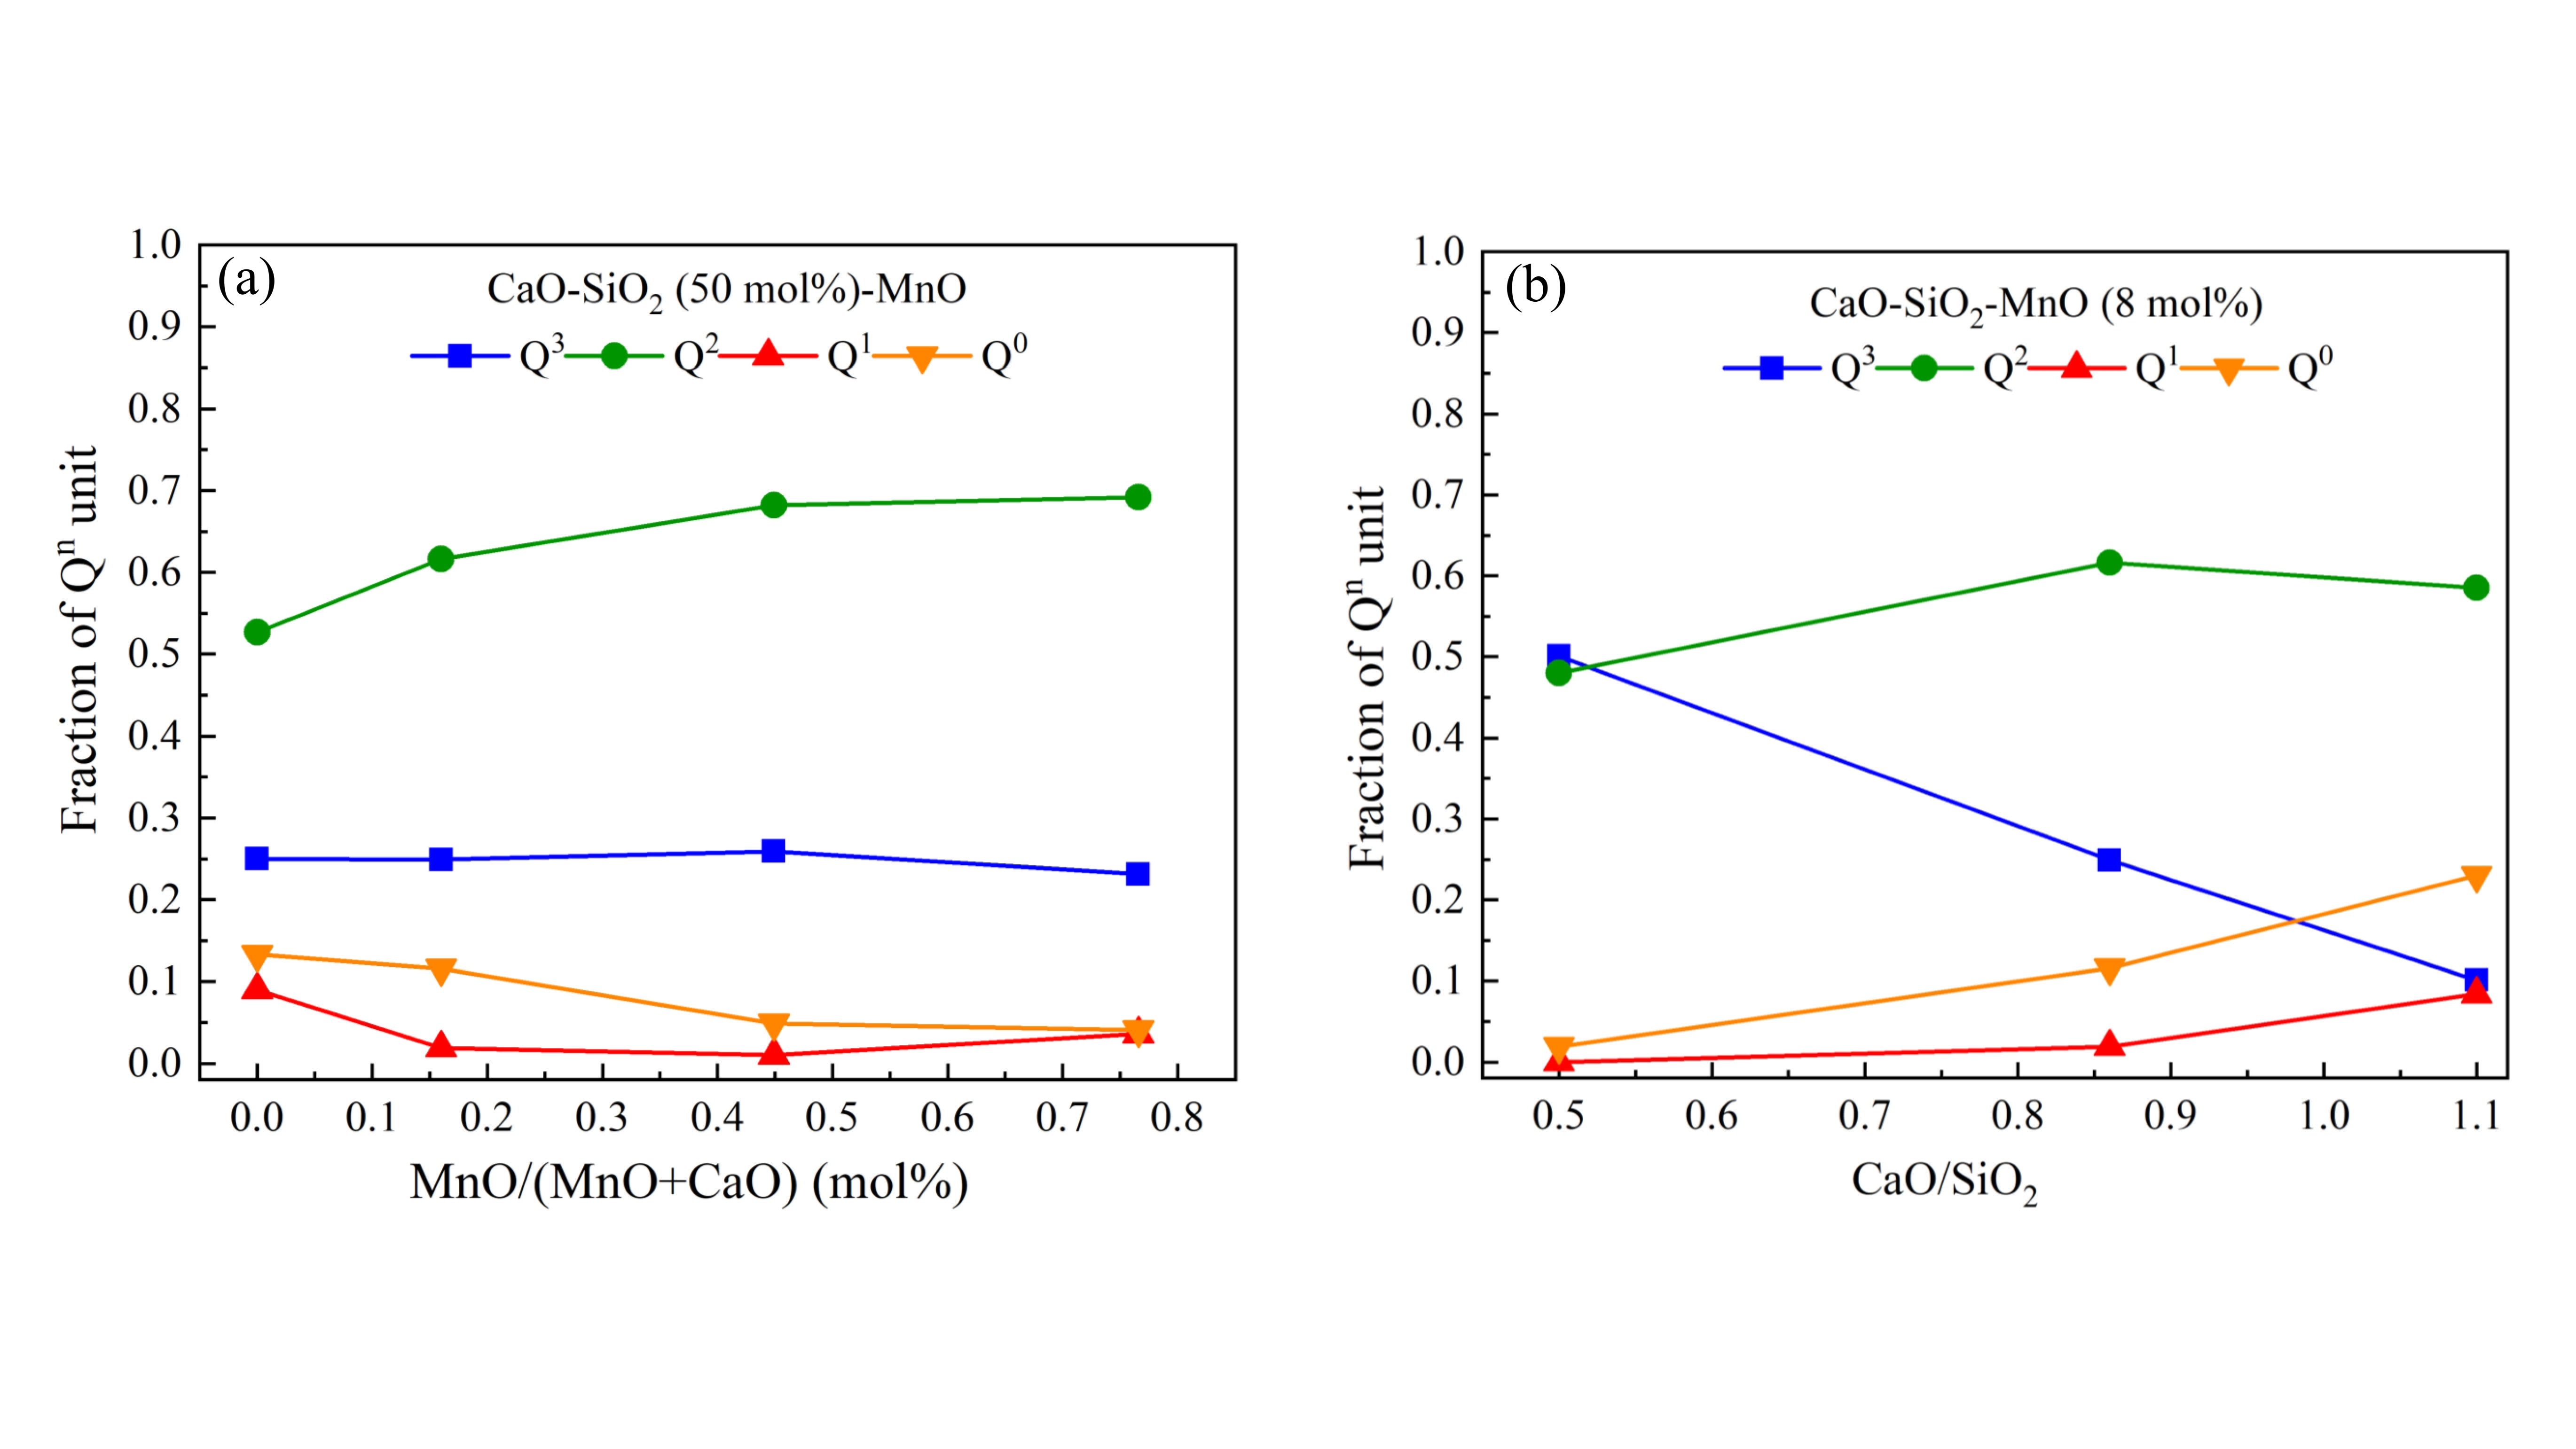 (a)
CaO-SiO₂ (50 mol%)-MnO
Q³ Q² Q¹ Q⁰
1.0
0.9
0.8
0.7
0.6
0.5
0.4
0.3
0.2
0.1
0.0
Fraction of Qⁿ unit
0.0 0.1 0.2 0.3 0.4 0.5 0.6 0.7 0.8
MnO/(MnO+CaO) (mol%)
(b)
CaO-SiO₂-MnO (8 mol%)
Q³ Q² Q¹ Q⁰
1.0
0.9
0.8
0.7
0.6
0.5
0.4
0.3
0.2
0.1
0.0
Fraction of Qⁿ unit
0.5 0.6 0.7 0.8 0.9 1.0 1.1
CaO/SiO₂